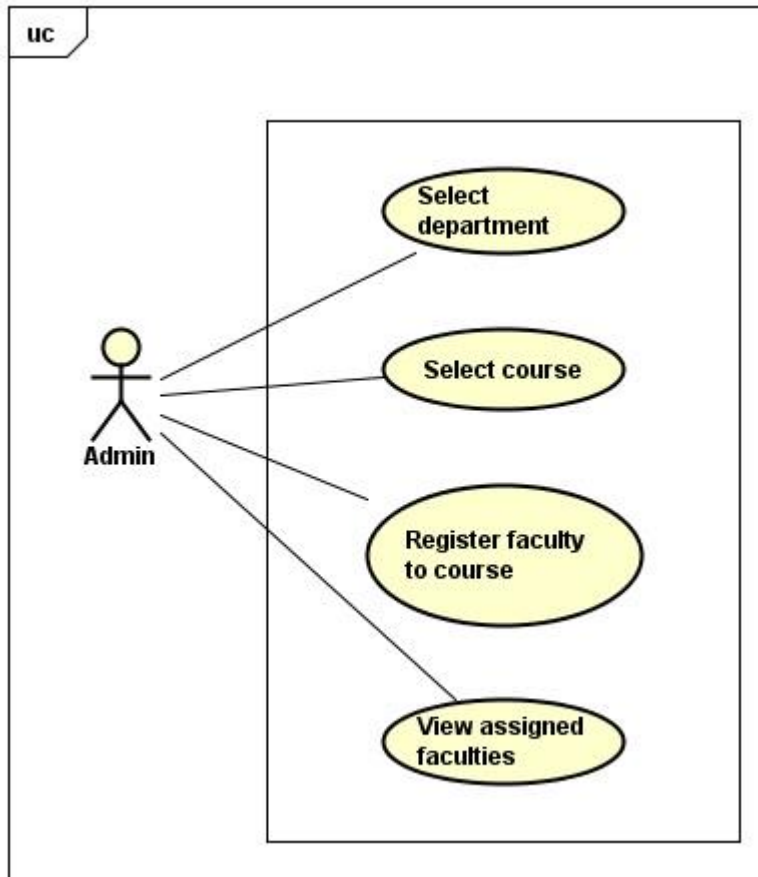 uc
Select
department
Select course
Admin
Register faculty
to course
View assigned
faculties